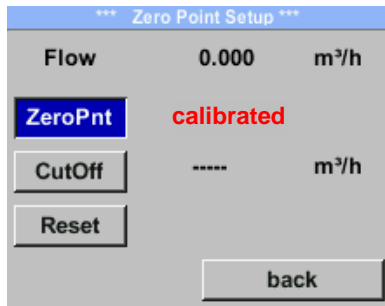 *** Zero Point Setup ***
Flow 0.000 m³/h
ZeroPnt calibrated
CutOff ----- m³/h
Reset
back